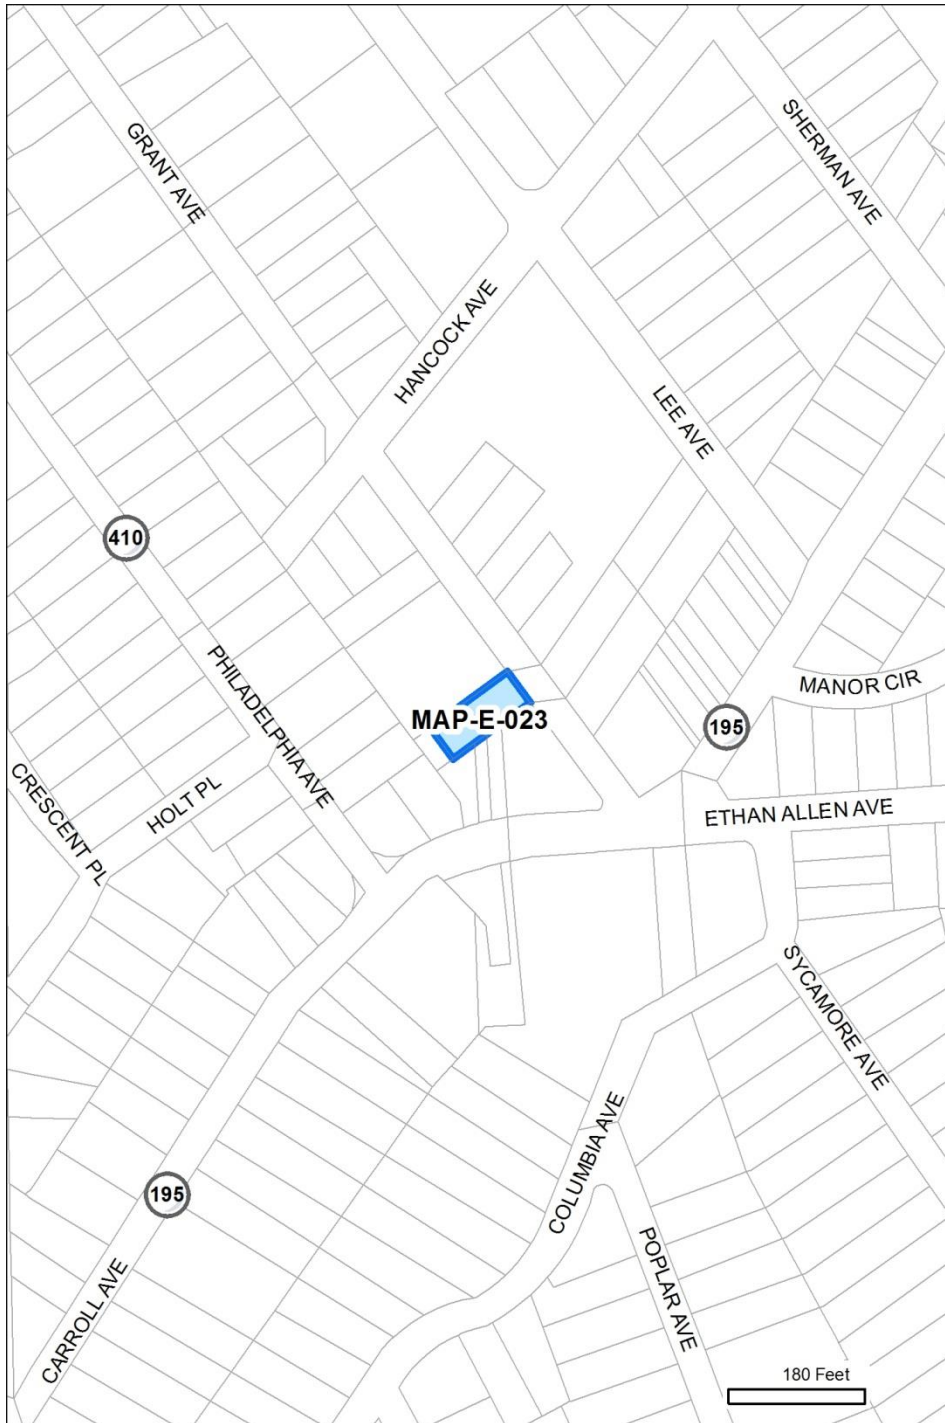 SHERMAN AVE
GRANT AVE
HANCOCK AVE
LEE AVE
410
PHILADELPHIA AVE
MANOR CIR
MAP-E-023
195
CRESCENT PL
HOLT PL
ETHAN ALLEN AVE
SYCAMORE AVE
COLUMBIA AVE
195
POPLAR AVE
CARROLL AVE
180 Feet